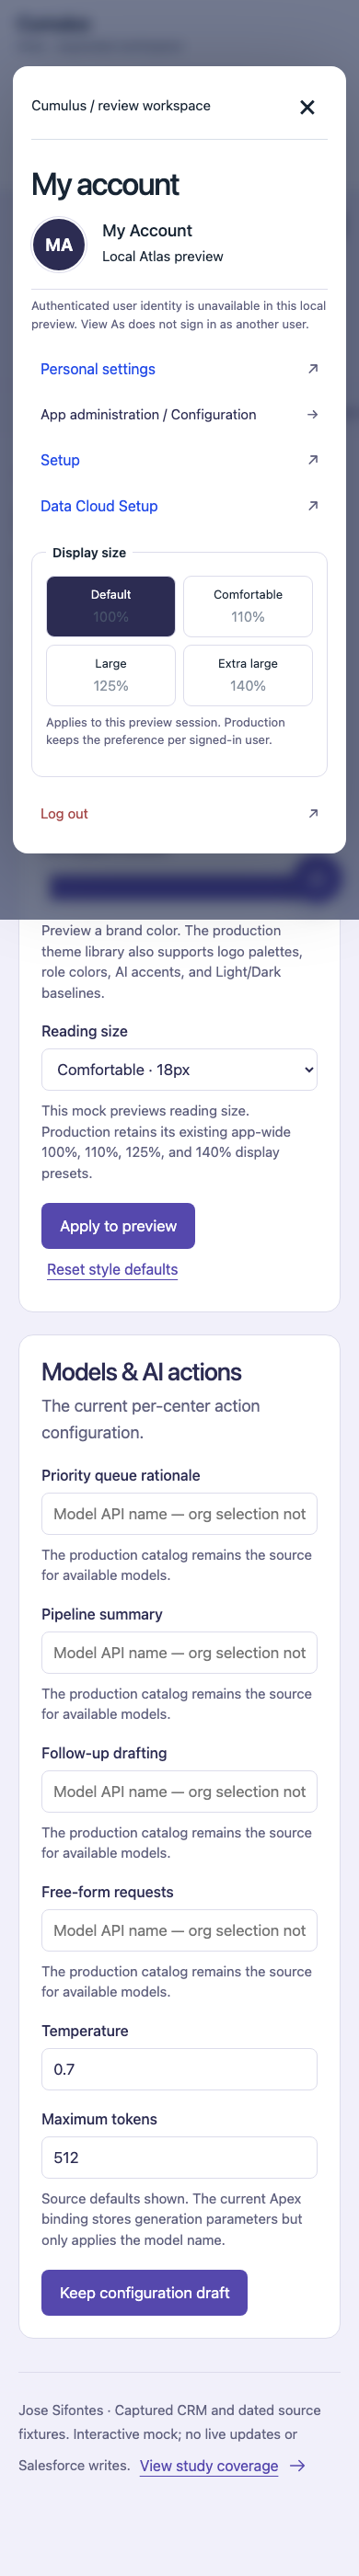 Cumulus / review workspace
My account
MA
My Account
Local Atlas preview
Authenticated user identity is unavailable in this local
preview. View As does not sign in as another user.
Personal settings
App administration / Configuration
Setup
Data Cloud Setup
Display size
Default
100%
Comfortable
110%
Large
125%
Extra large
140%
Applies to this preview session. Production
keeps the preference per signed-in user.
Log out
Preview a brand color. The production
theme library also supports logo palettes,
role colors, AI accents, and Light/Dark
baselines.
Reading size
Comfortable · 18px
This mock previews reading size.
Production retains its existing app-wide
100%, 110%, 125%, and 140% display
presets.
Apply to preview
Reset style defaults
Models & AI actions
The current per-center action
configuration.
Priority queue rationale
Model API name — org selection not
The production catalog remains the source
for available models.
Pipeline summary
Model API name — org selection not
The production catalog remains the source
for available models.
Follow-up drafting
Model API name — org selection not
The production catalog remains the source
for available models.
Free-form requests
Model API name — org selection not
The production catalog remains the source
for available models.
Temperature
0.7
Maximum tokens
512
Source defaults shown. The current Apex
binding stores generation parameters but
only applies the model name.
Keep configuration draft
Jose Sifontes · Captured CRM and dated source
fixtures. Interactive mock; no live updates or
Salesforce writes. View study coverage